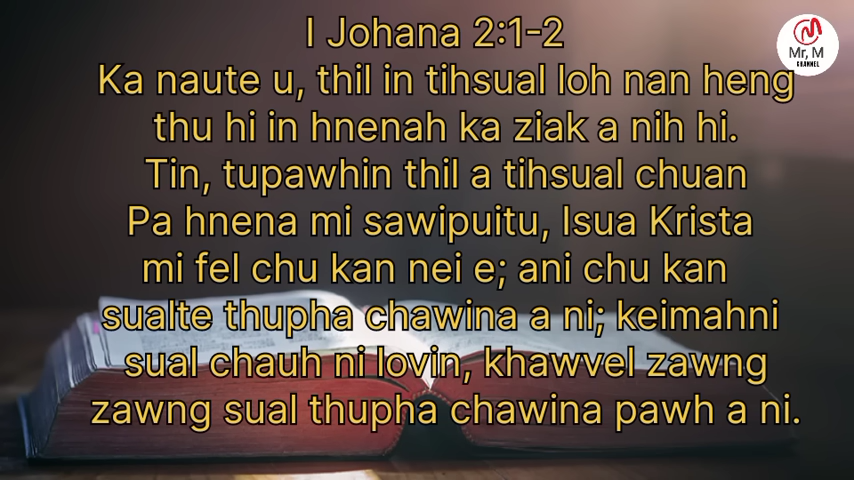 I Johana 2:1-2
Ka naute u, thil in tihsual loh nan heng
thu hi in hnenah ka ziak a nih hi.
Tin, tupawhin thil a tihsual chuan
Pa hnena mi sawipuitu, Isua Krista
mi fel chu kan nei e; ani chu kan
sualte thupha chawina a ni; keimahni
sual chauh ni lovin, khawvel zawng
zawng sual thupha chawina pawh a ni.
Mr, M
CHANNEL